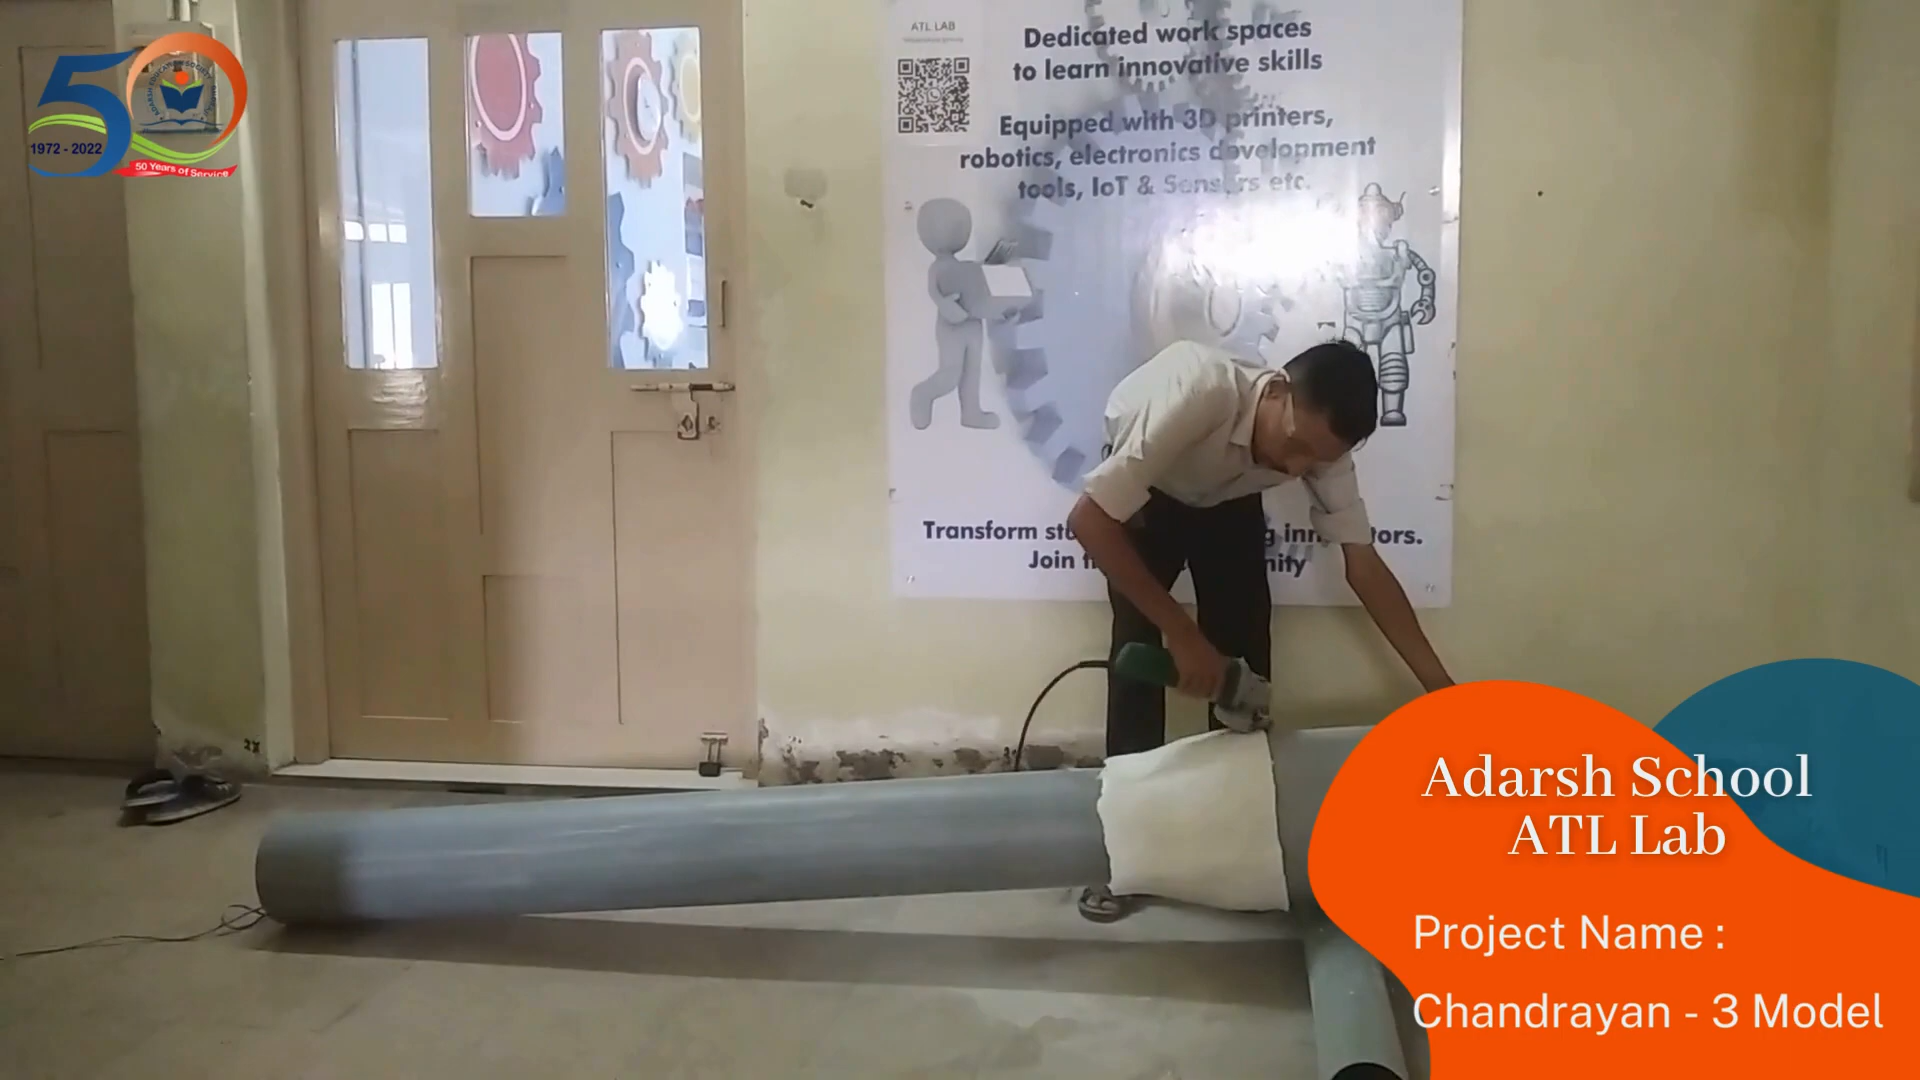 1972 - 2022
50 Years of Service
ATL LAB
Dedicated work spaces
to learn innovative skills
Equipped with 3D printers,
robotics, electronics development
tools, IoT & Sensors etc.
Transform
Join
Adarsh School
ATL Lab
Project Name :
Chandrayan - 3 Model